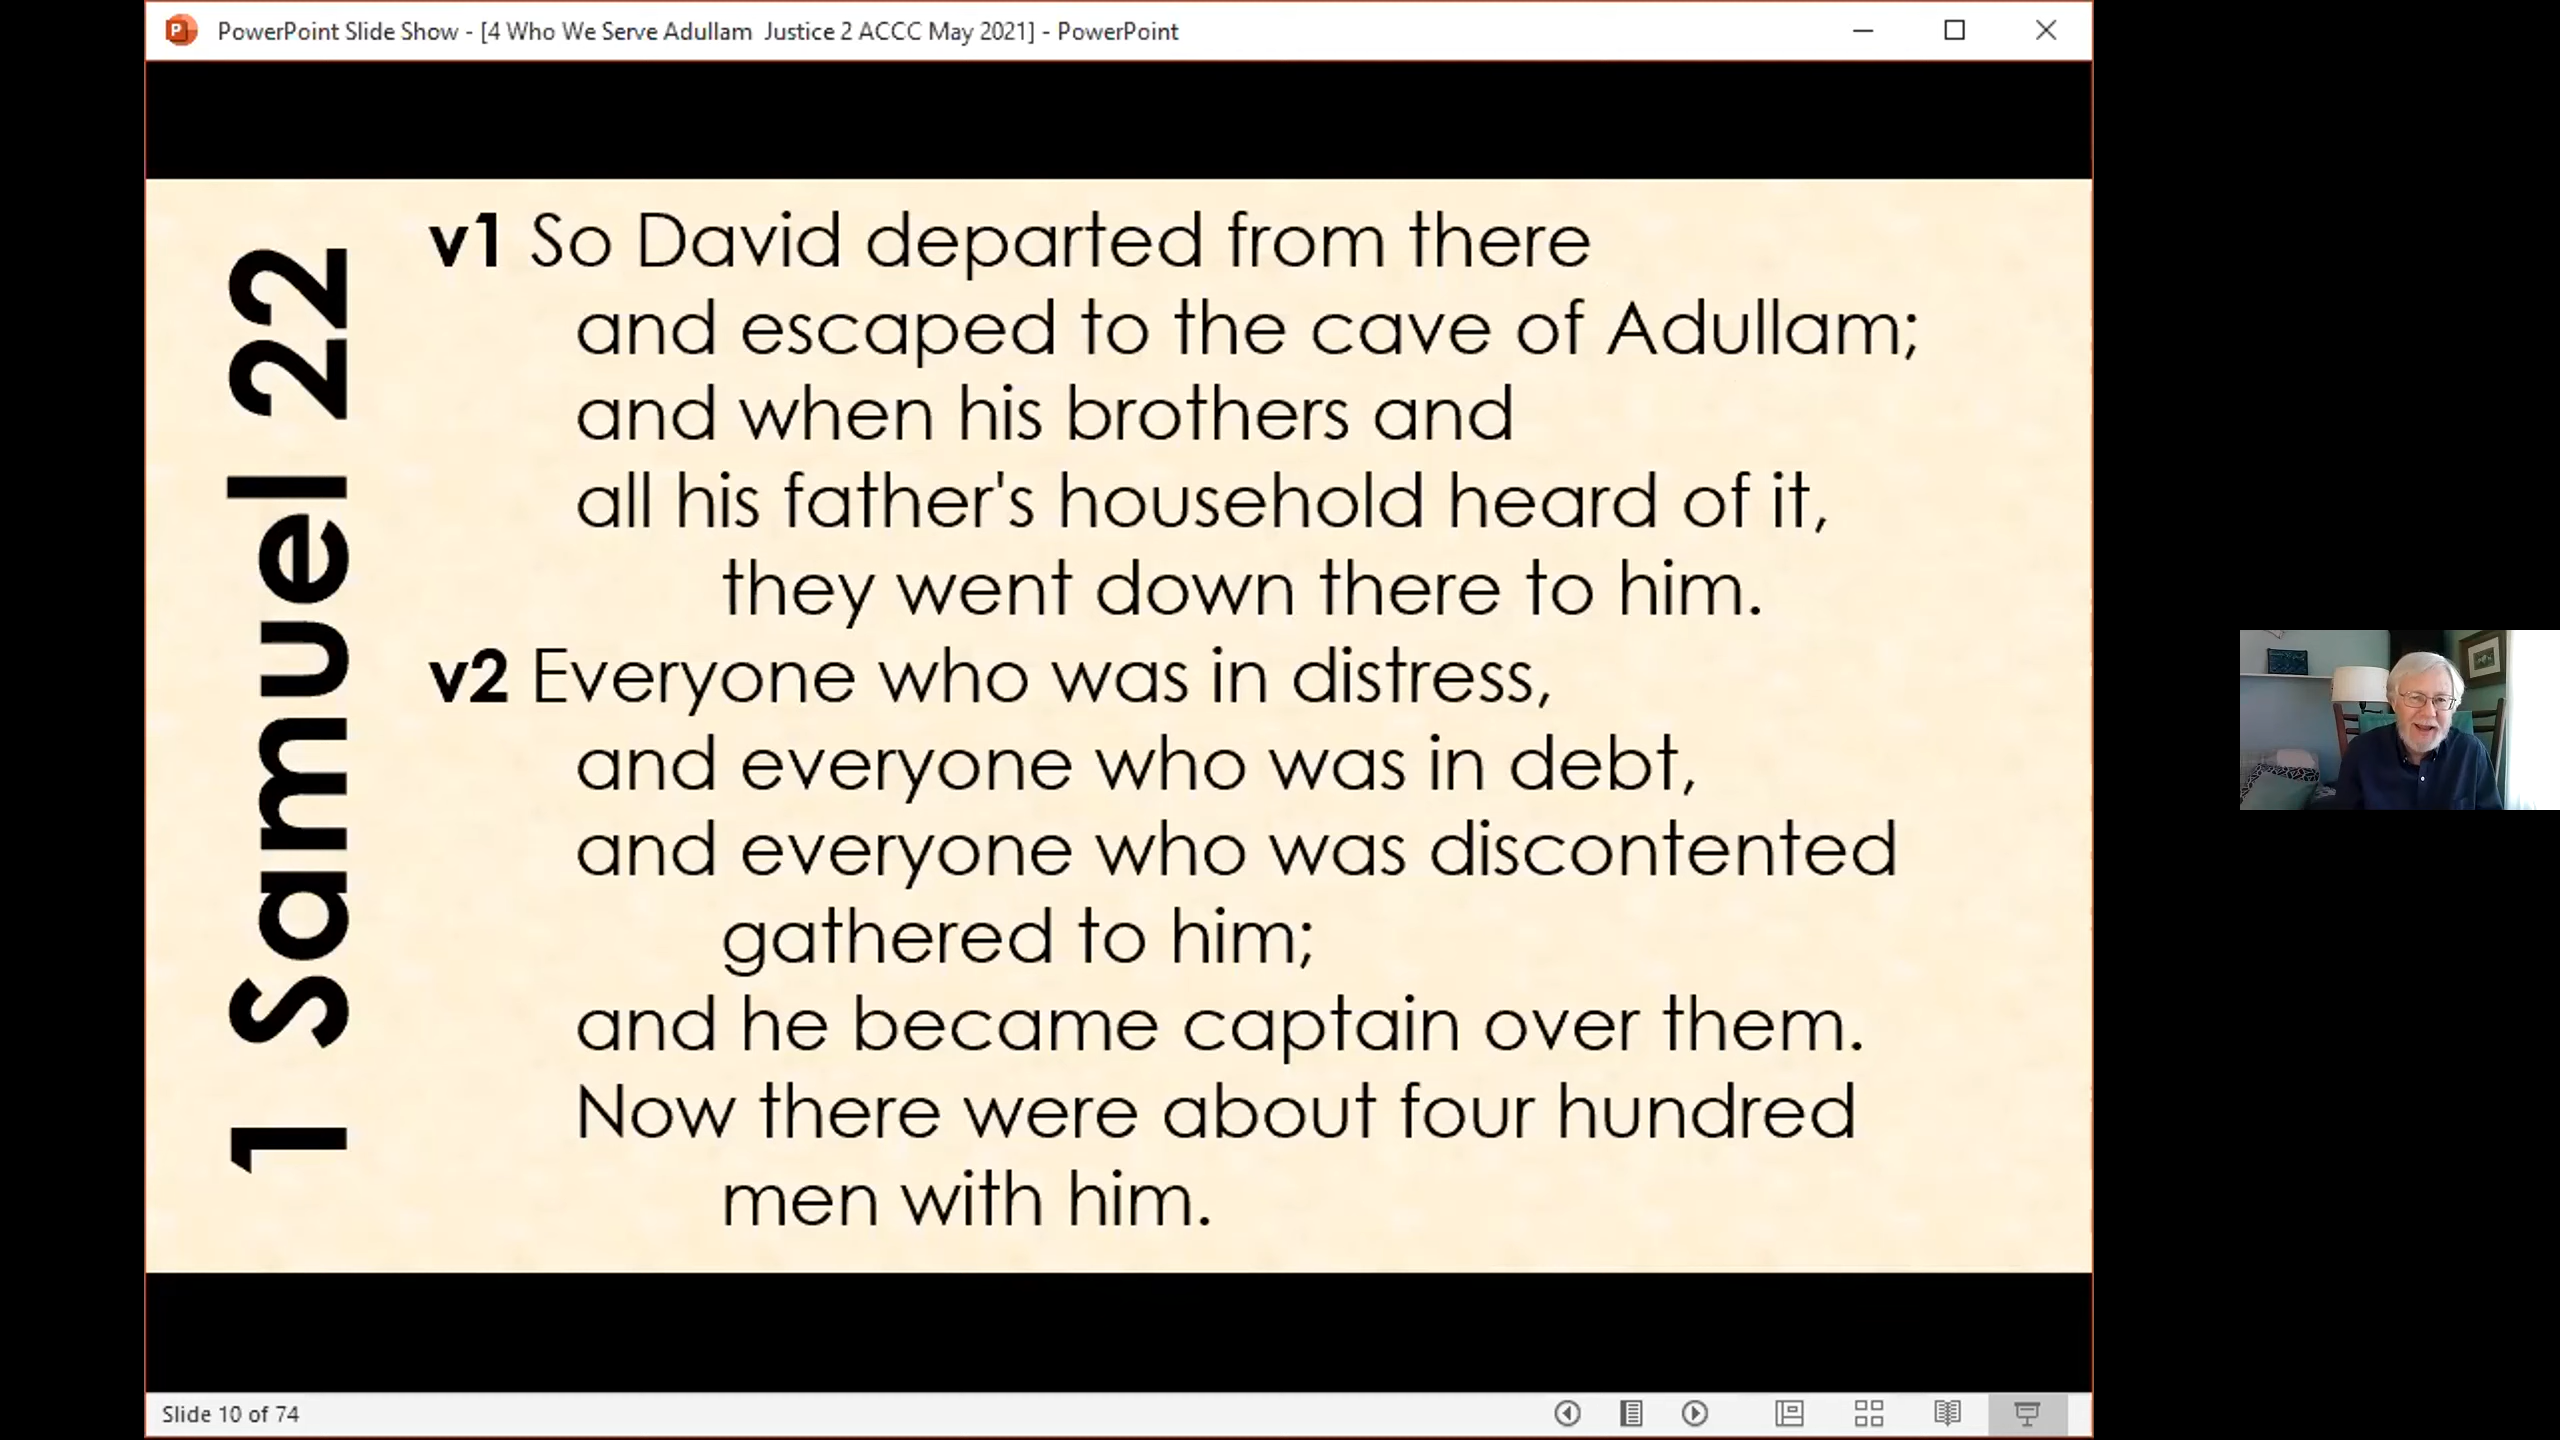 PowerPoint Slide Show - [4 Who We Serve Adullam  Justice 2 ACCC May 2021] - PowerPoint
1 Samuel 22
v1 So David departed from there
and escaped to the cave of Adullam;
and when his brothers and
all his father's household heard of it,
they went down there to him.
v2 Everyone who was in distress,
and everyone who was in debt,
and everyone who was discontented
gathered to him;
and he became captain over them.
Now there were about four hundred
men with him.
Slide 10 of 74